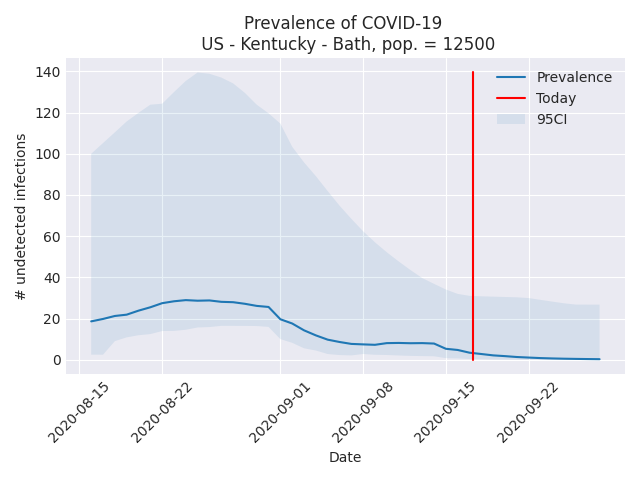 Prevalence of COVID-19
US - Kentucky - Bath, pop. = 12500
Prevalence
Today
95CI
# undetected infections
140
120
100
80
60
40
20
0
2020-08-15
2020-08-22
2020-09-01
2020-09-08
2020-09-15
2020-09-22
Date